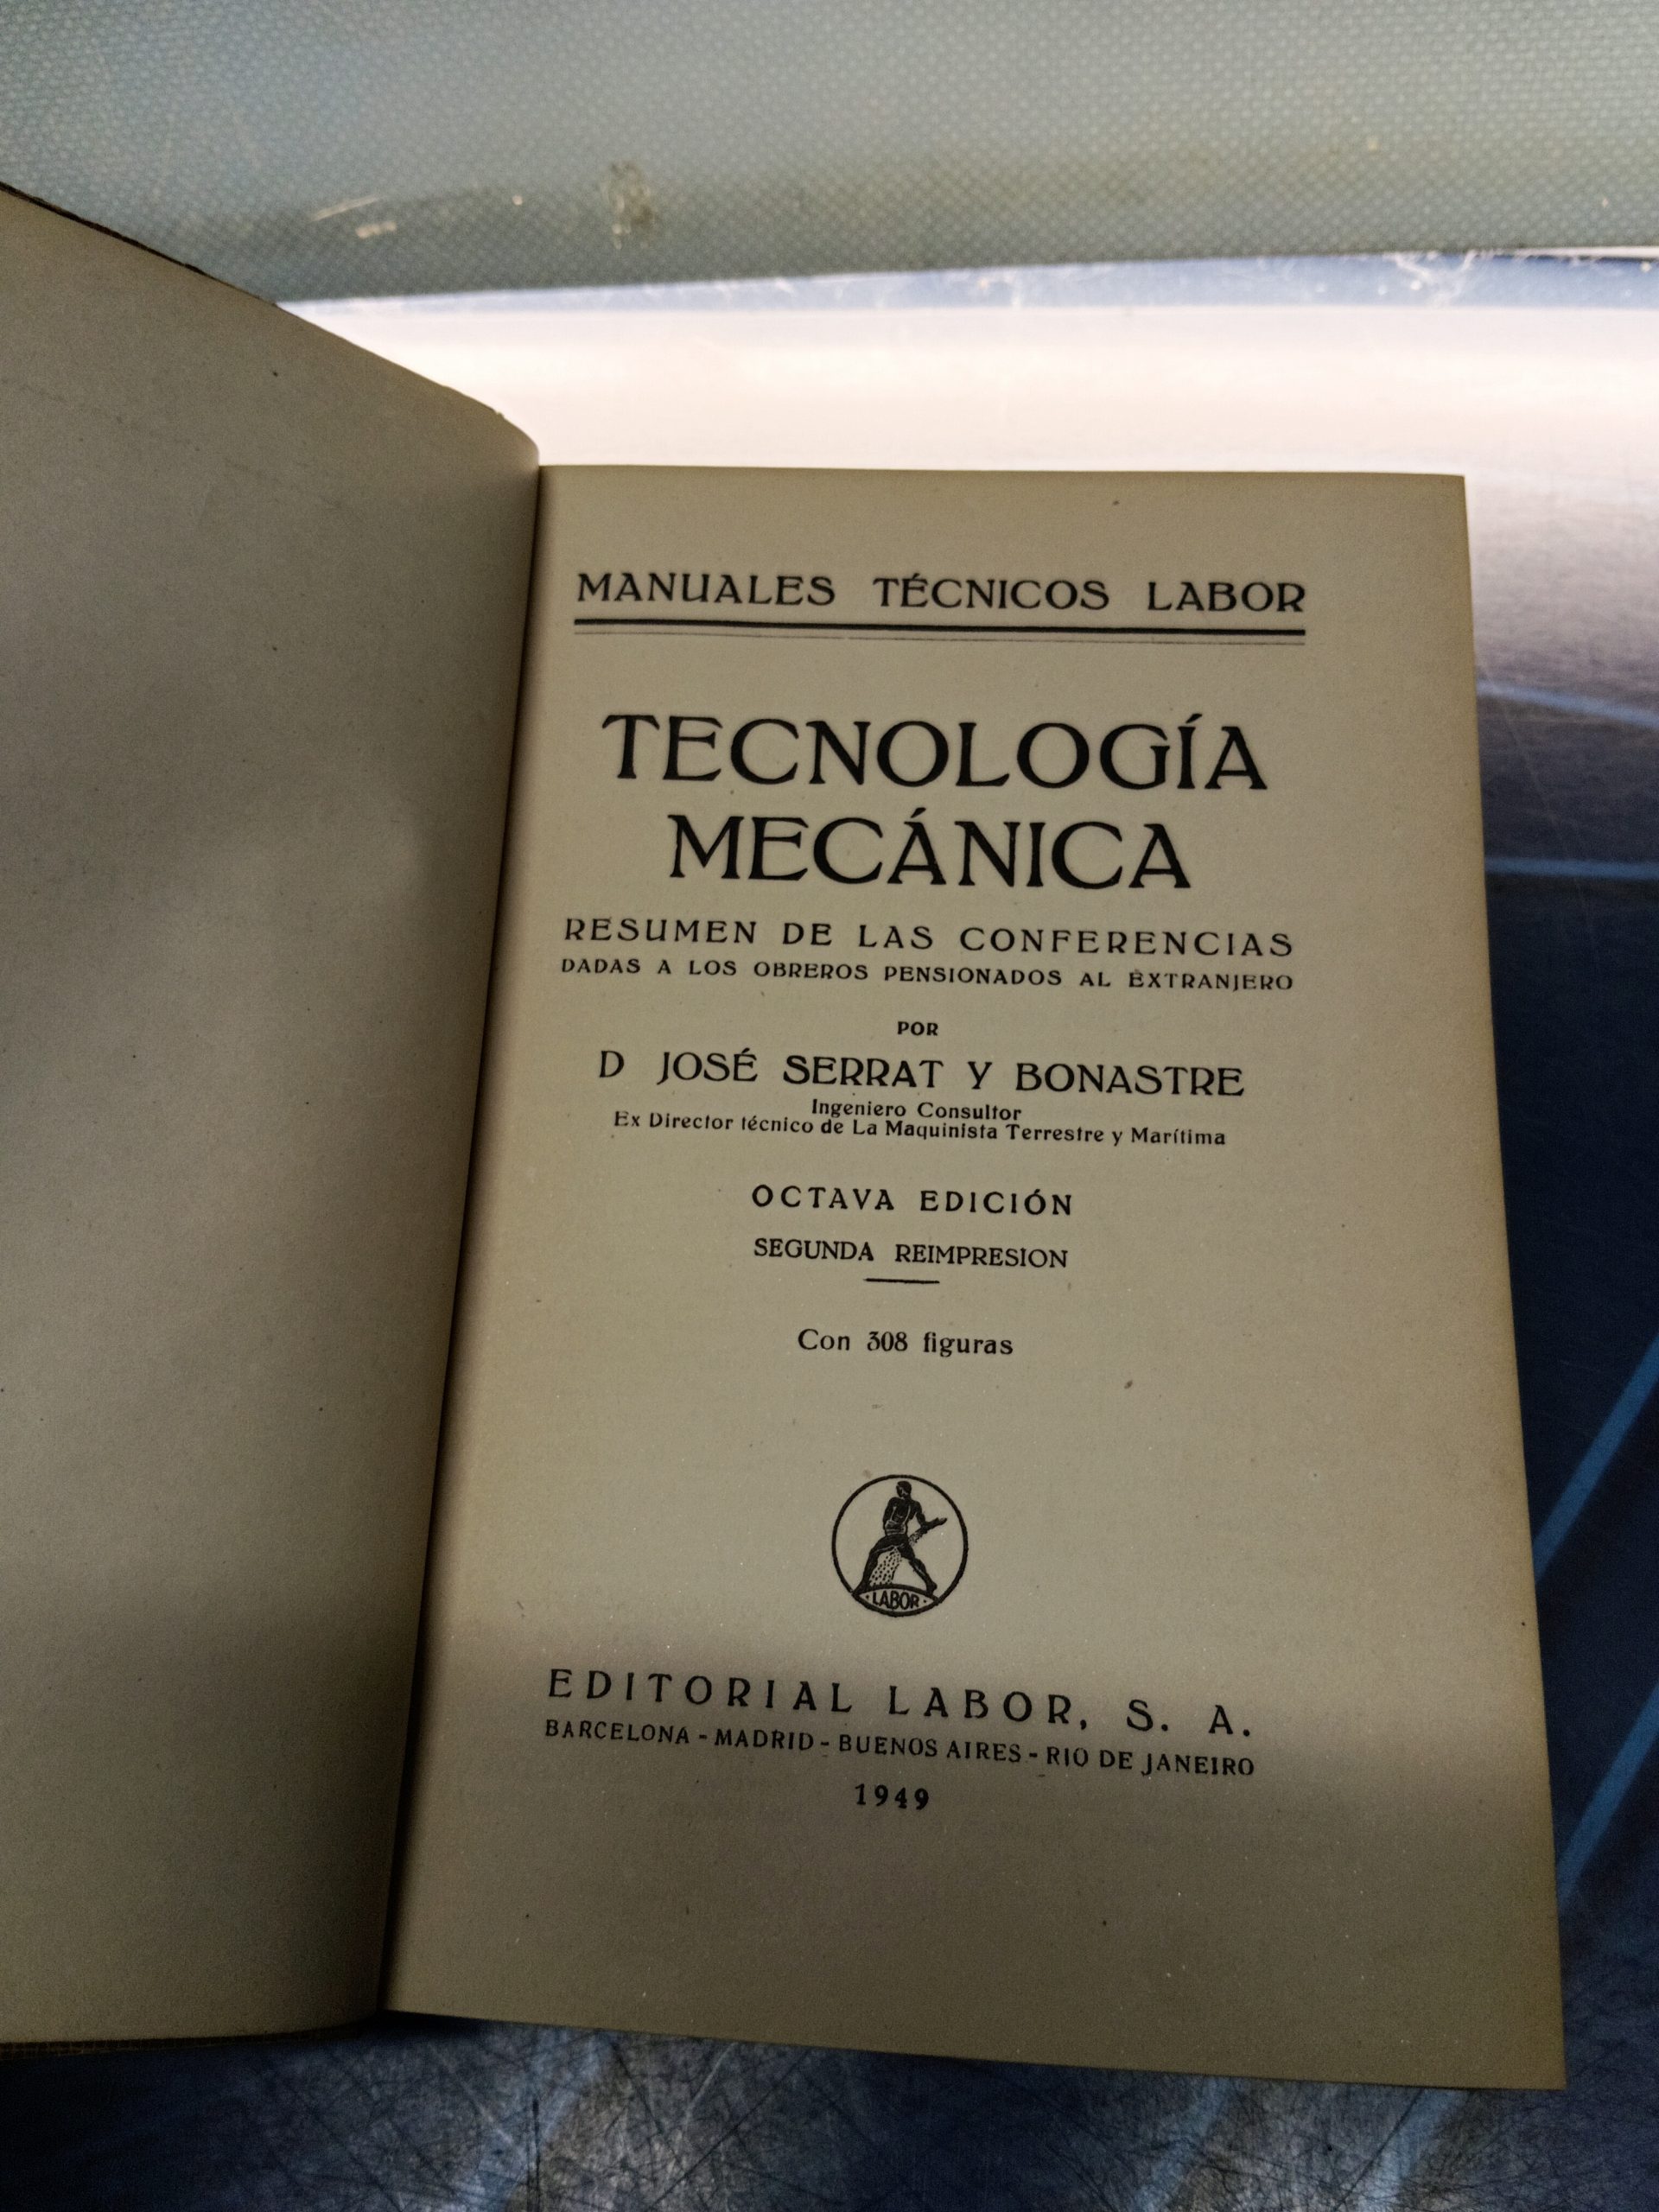 MANUALES TÉCNICOS LABOR
TECNOLOGÍA
MECÁNICA
RESUMEN DE LAS CONFERENCIAS
DADAS A LOS OBREROS PENSIONADOS AL EXTRANJERO
POR
D JOSÉ SERRAT Y BONASTRE
Ingeniero Consultor
Ex Director técnico de La Maquinista Terrestre y Marítima
OCTAVA EDICIÓN
SEGUNDA REIMPRESION
Con 308 figuras
·LABOR·
EDITORIAL LABOR, S. A.
BARCELONA - MADRID - BUENOS AIRES - RIO DE JANEIRO
1949